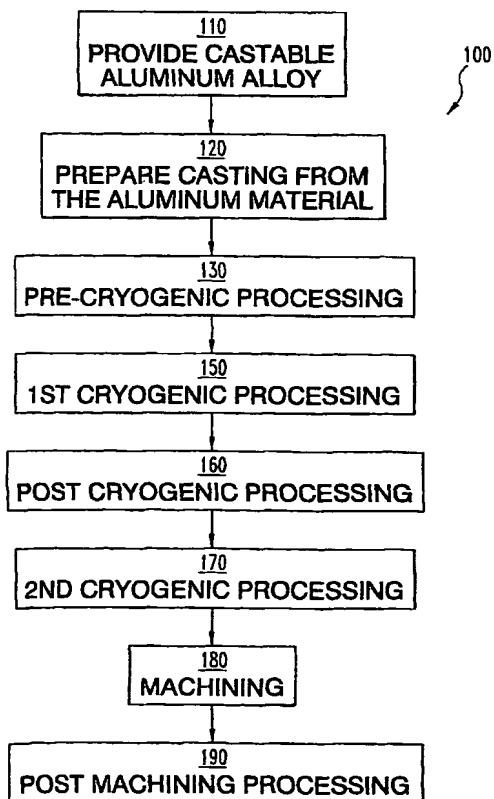 110
PROVIDE CASTABLE
ALUMINUM ALLOY
100
120
PREPARE CASTING FROM
THE ALUMINUM MATERIAL
130
PRE-CRYOGENIC PROCESSING
150
1ST CRYOGENIC PROCESSING
160
POST CRYOGENIC PROCESSING
170
2ND CRYOGENIC PROCESSING
180
MACHINING
190
POST MACHINING PROCESSING